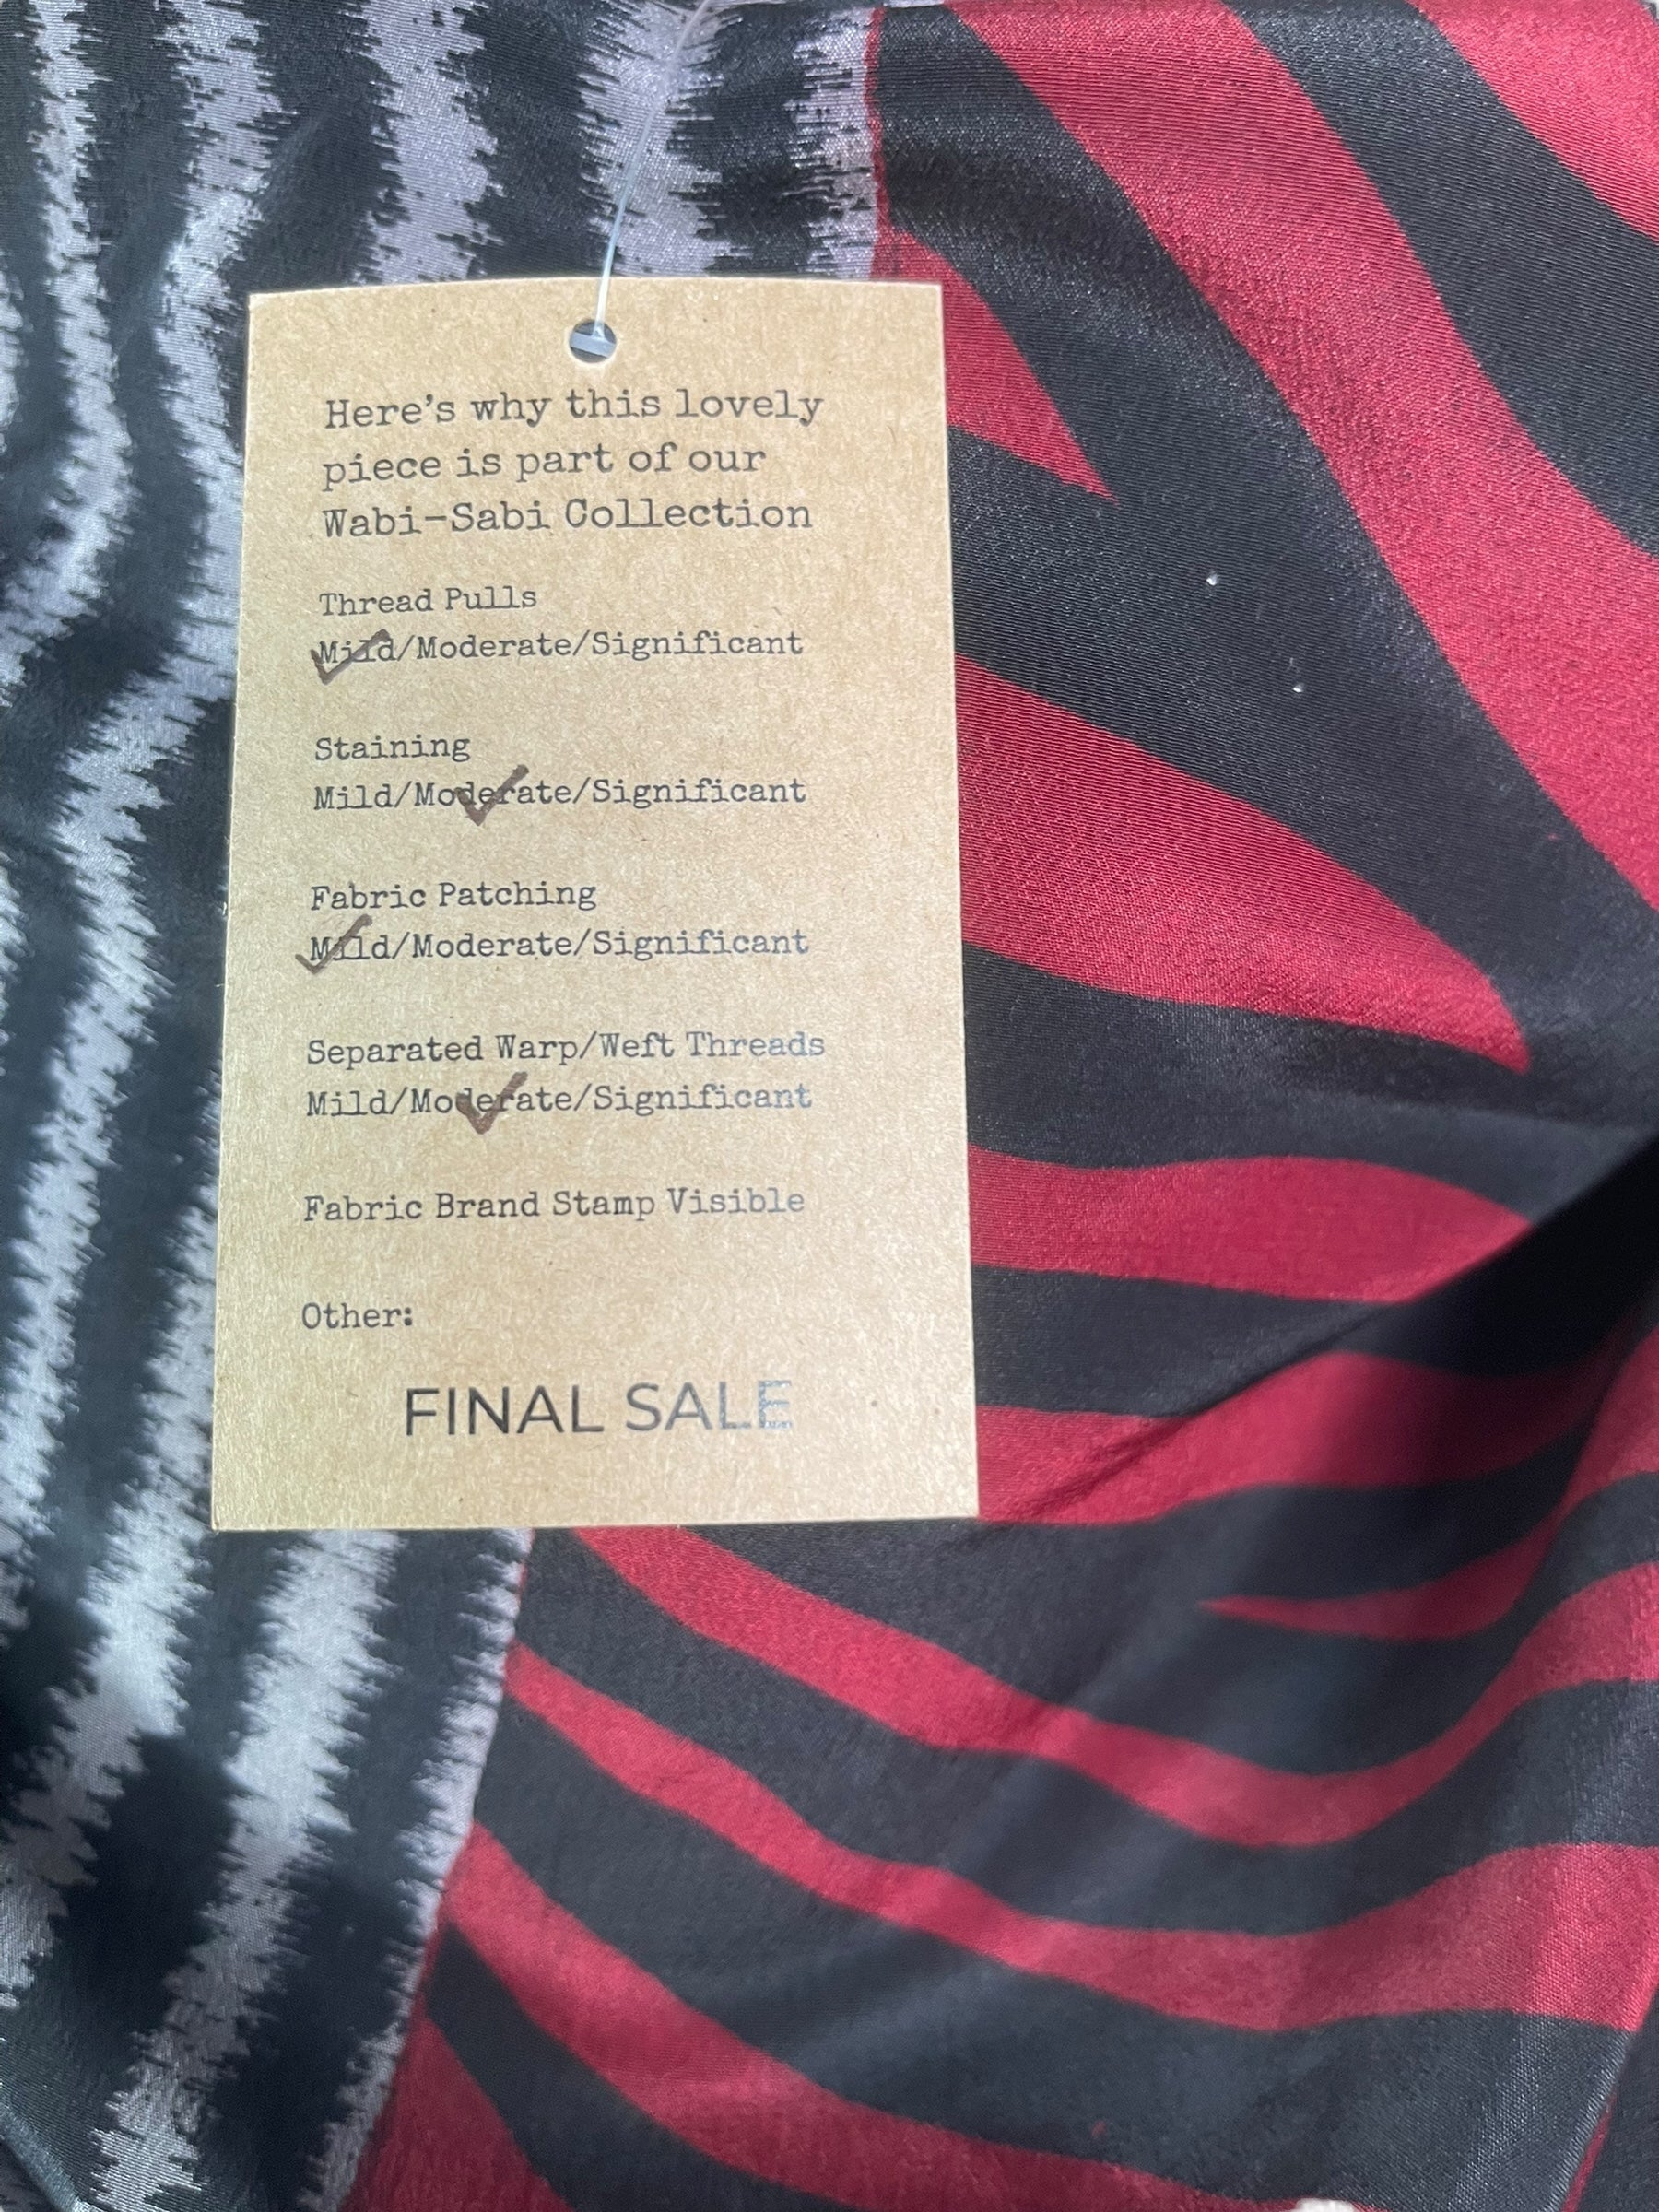 Here's why this lovely
piece is part of our
Wabi-Sabi Collection
Thread Pulls
Mild/Moderate/Significant
Staining
Mild/Moderate/Significant
Fabric Patching
Mild/Moderate/Significant
Separated Warp/Weft Threads
Mild/Moderate/Significant
Fabric Brand Stamp Visible
Other:
FINAL SALE